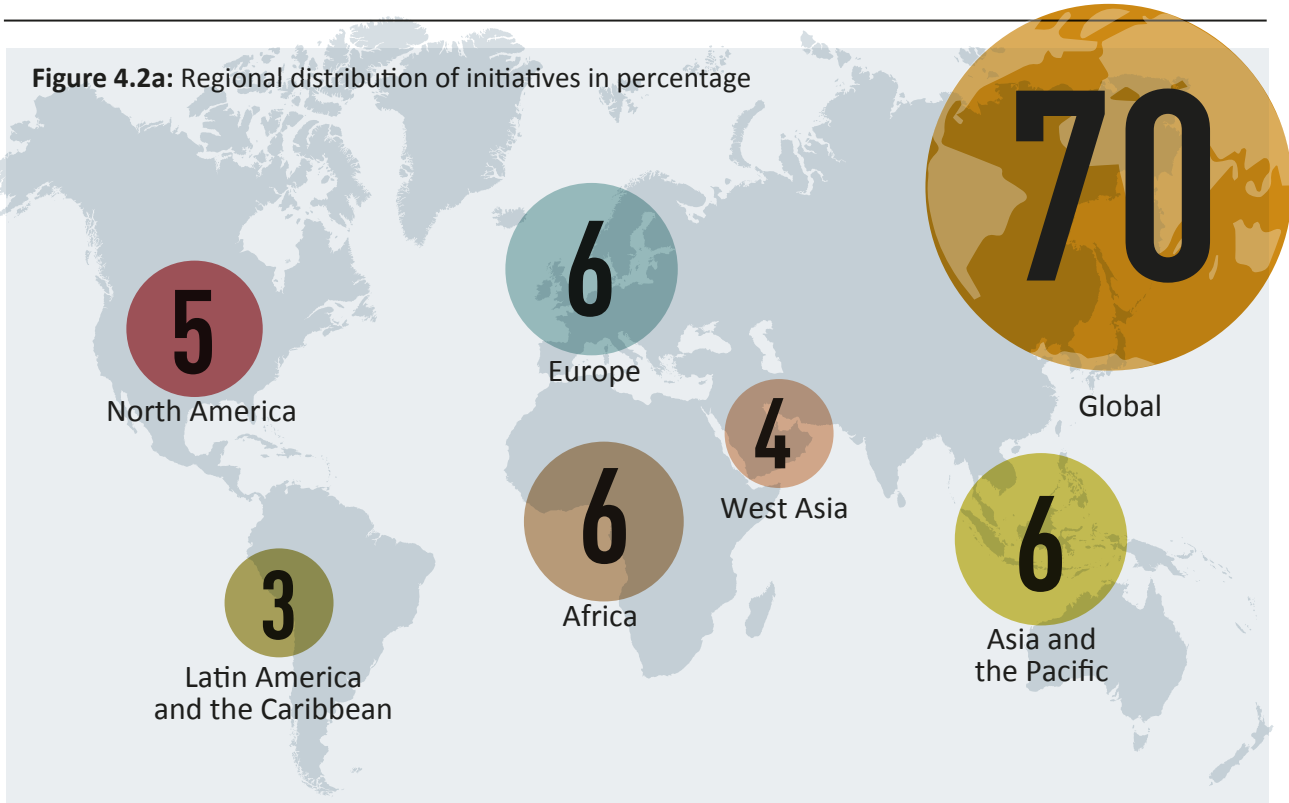 Figure 4.2a: Regional distribution of initiatives in percentage
70
Global
6
Europe
5
North America
4
West Asia
6
Africa
6
Asia and
the Pacific
3
Latin America
and the Caribbean